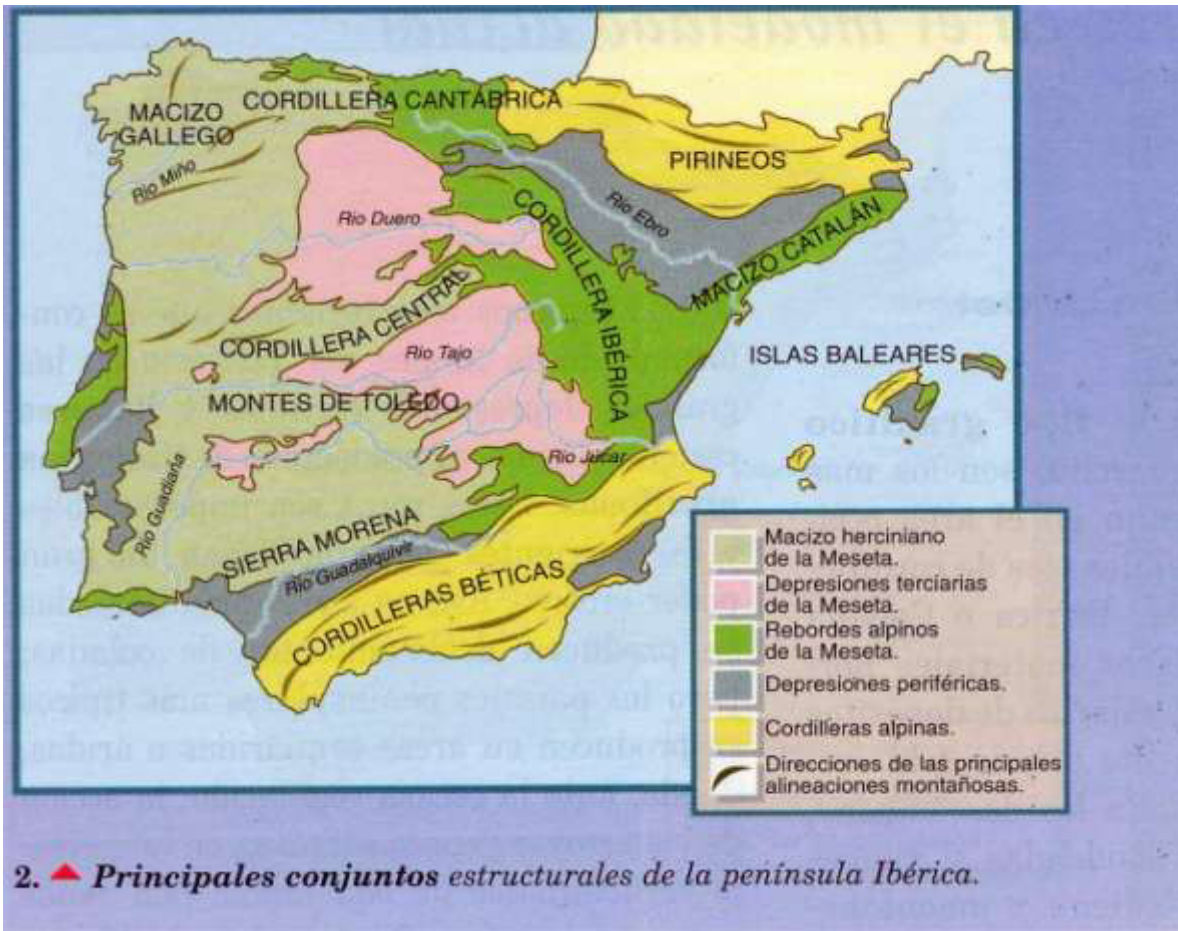 MACIZO
GALLEGO
CORDILLERA CANTÁBRICA
PIRINEOS
Río Miño
Río Duero
Río Ebro
CORDILLERA IBÉRICA
MACIZO CATALÁN
CORDILLERA CENTRAL
Río Tajo
ISLAS BALEARES
MONTES DE TOLEDO
Río Júcar
Río Guadiana
SIERRA MORENA
Río Guadalquivir
CORDILLERAS BÉTICAS
Macizo herciniano
de la Meseta.
Depresiones terciarias
de la Meseta.
Rebordes alpinos
de la Meseta.
Depresiones periféricas.
Cordilleras alpinas.
Direcciones de las principales
alineaciones montañosas.
2. Principales conjuntos estructurales de la península Ibérica.